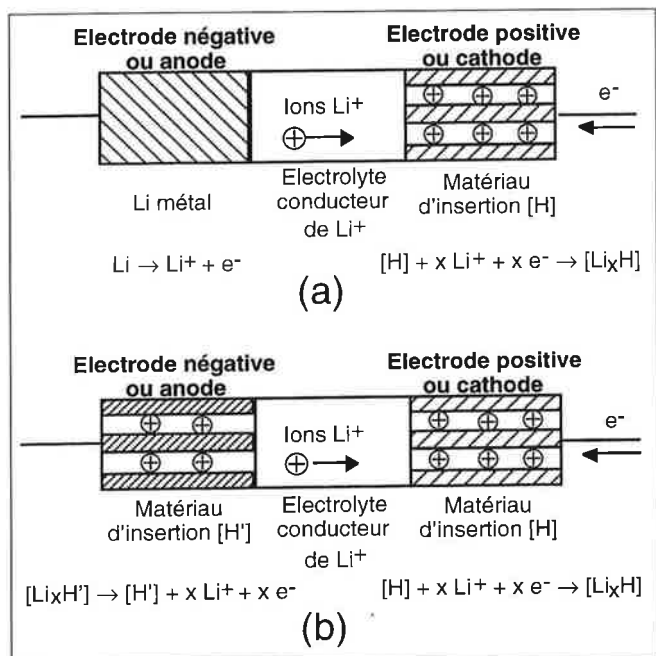 Electrode négative
ou anode
Electrode positive
ou cathode
Ions Li+
e-
Li métal
Electrolyte
conducteur
de Li+
Matériau
d'insertion [H]
Li → Li+ + e-
[H] + x Li+ + x e- → [LixH]
(a)
Electrode négative
ou anode
Electrode positive
ou cathode
Ions Li+
e-
Matériau
d'insertion [H']
Electrolyte
conducteur
de Li+
Matériau
d'insertion [H]
[LixH'] → [H'] + x Li+ + x e-
[H] + x Li+ + x e- → [LixH]
(b)